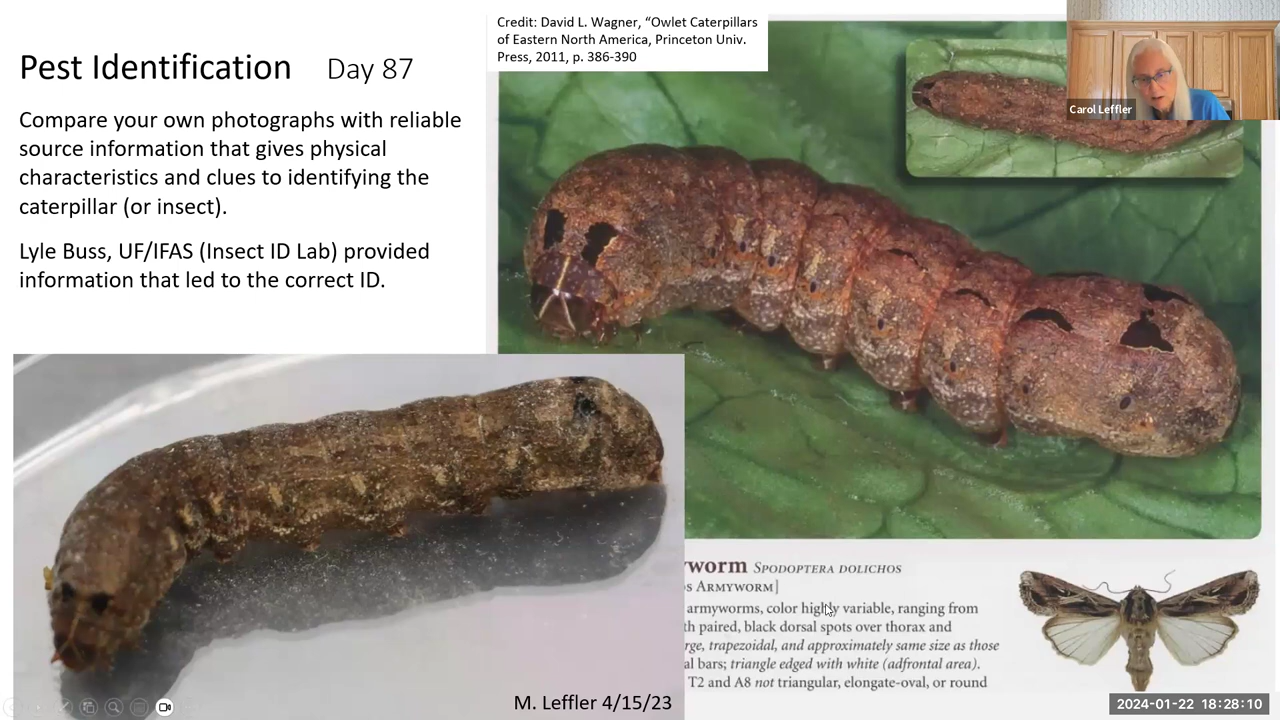 Pest Identification Day 87
Compare your own photographs with reliable
source information that gives physical
characteristics and clues to identifying the
caterpillar (or insect).
Lyle Buss, UF/IFAS (Insect ID Lab) provided
information that led to the correct ID.
Credit: David L. Wagner, “Owlet Caterpillars
of Eastern North America, Princeton Univ.
Press, 2011, p. 386-390
Carol Leffler
SPODOPTERA DOLICHOS
ARMYWORM]
armyworms, color highly variable, ranging from
paired, black dorsal spots over thorax and
trapezoidal, and approximately same size as those
bars; triangle edged with white (adfrontal area).
T2 and A8 not triangular, elongate-oval, or round
M. Leffler 4/15/23
2024-01-22 18:28:10